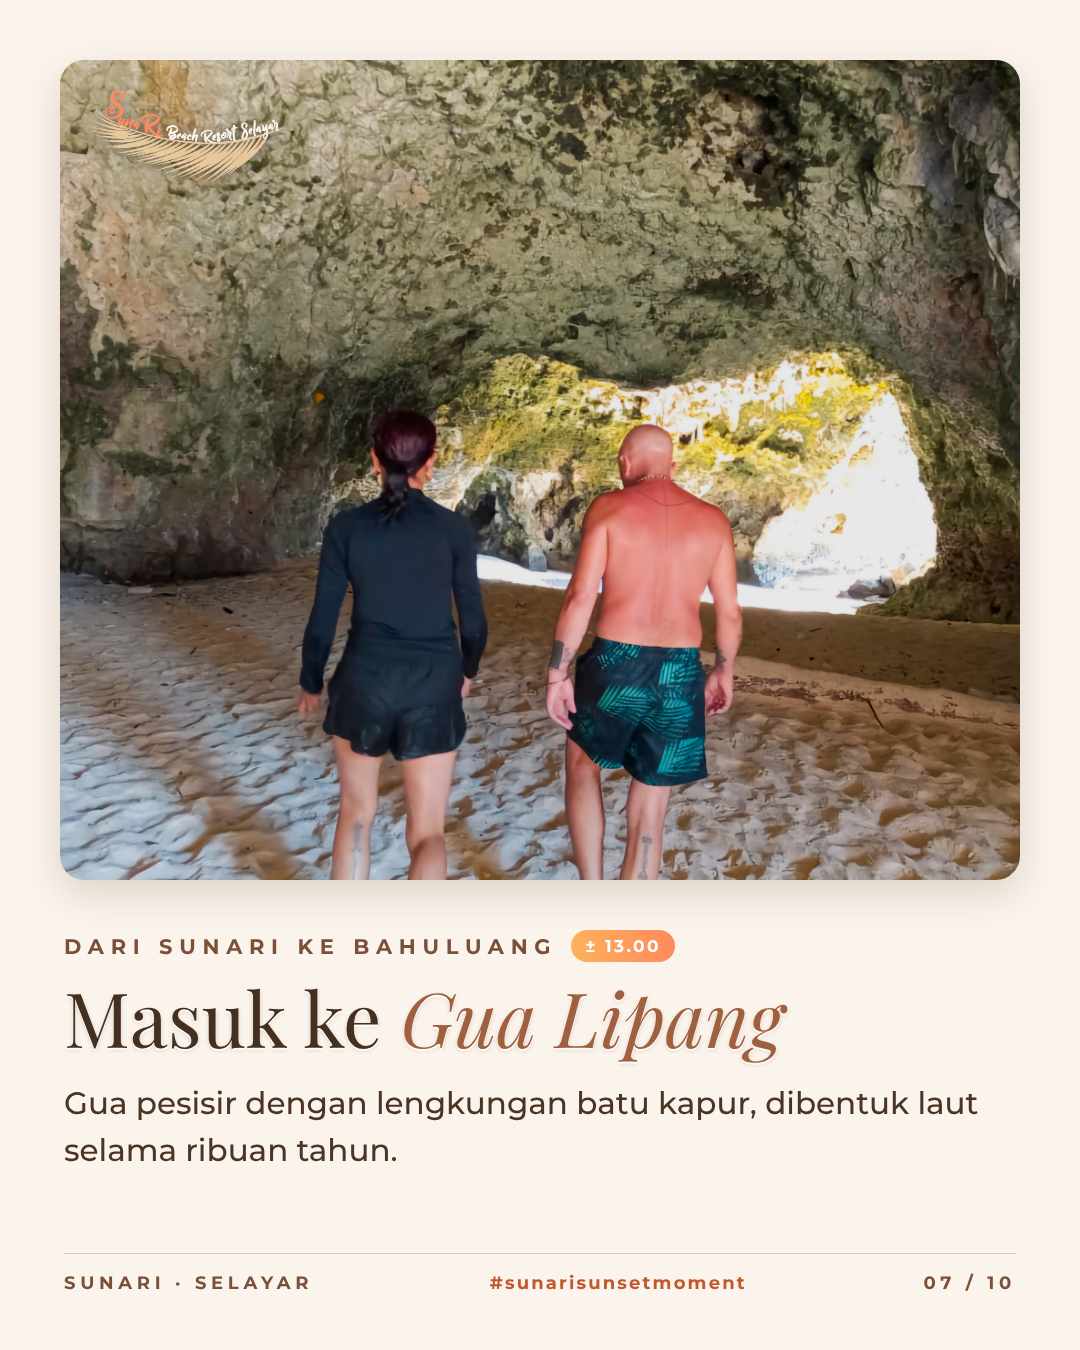 SunaRi Beach Resort Selayar
DARI SUNARI KE BAHULUANG ± 13.00
Masuk ke Gua Lipang
Gua pesisir dengan lengkungan batu kapur, dibentuk laut
selama ribuan tahun.
SUNARI · SELAYAR #sunarisunsetmoment 07 / 10